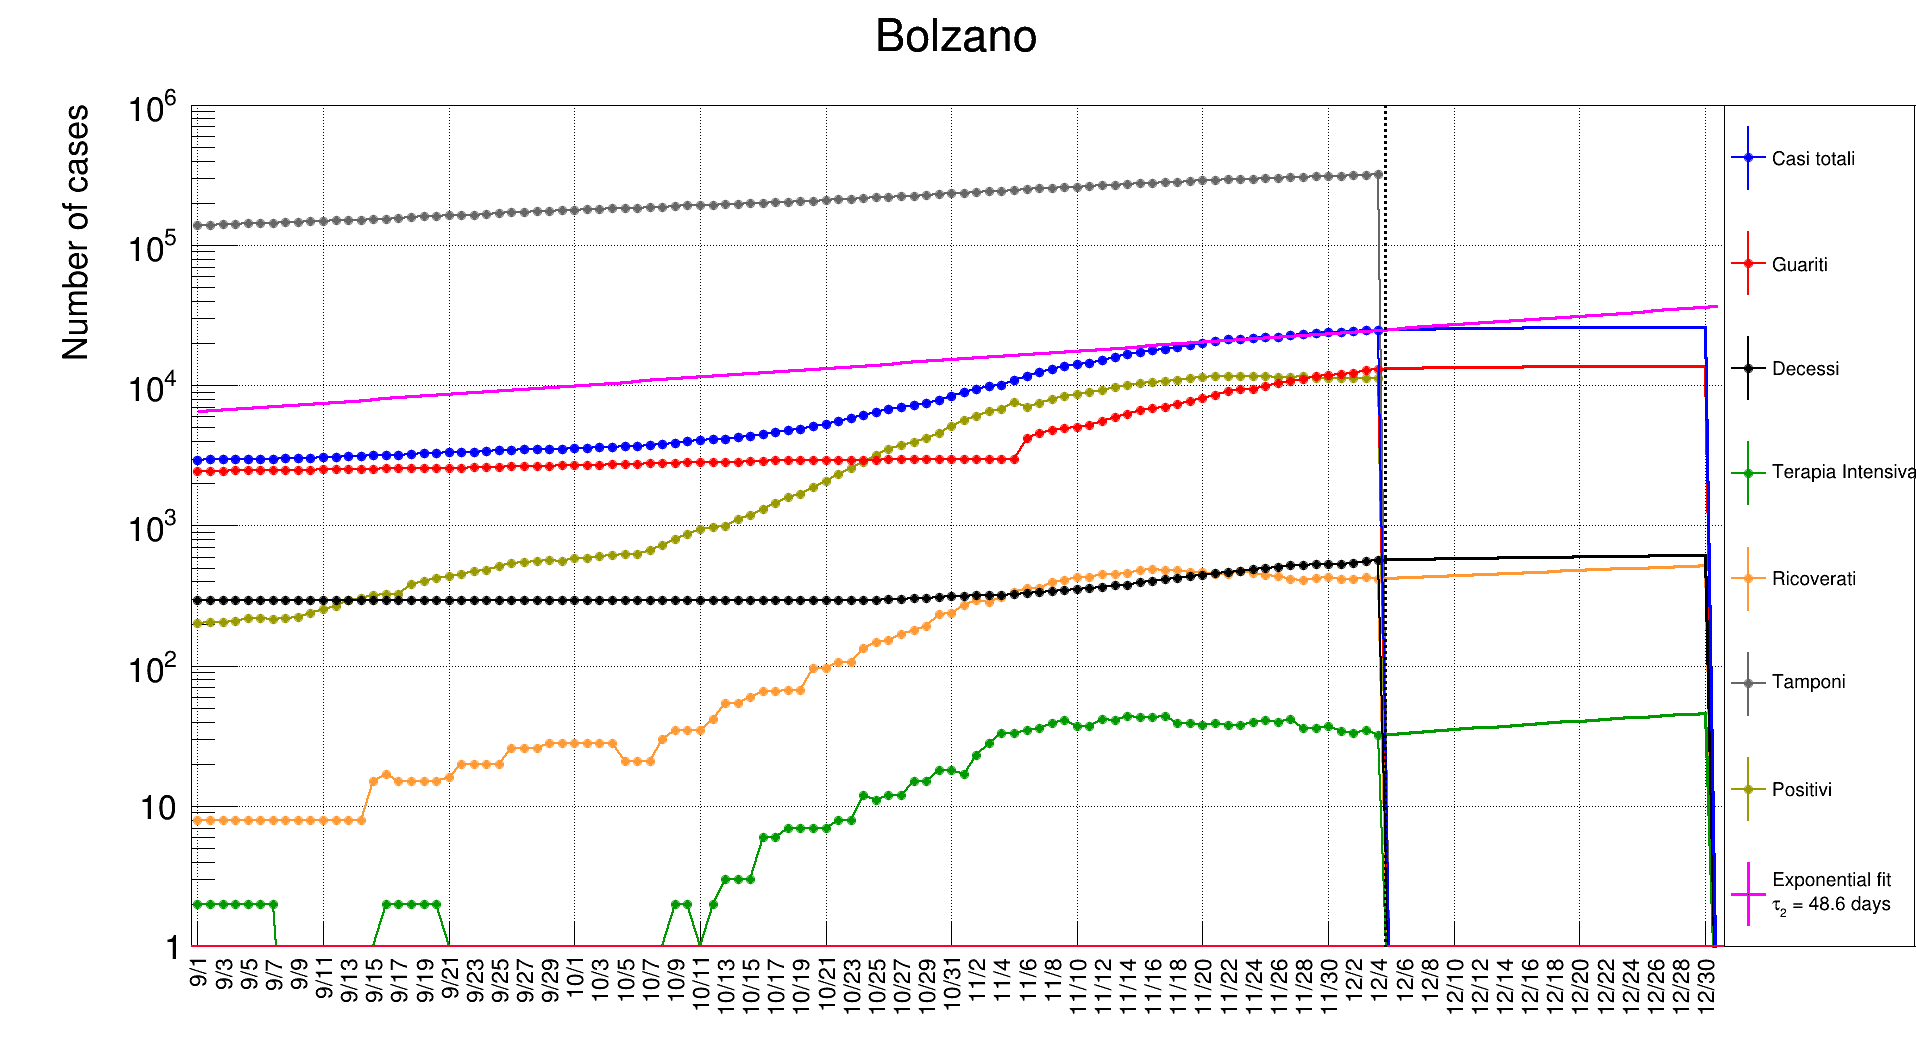 Bolzano
Number of cases
10^6
10^5
10^4
10^3
10^2
10
1
9/1 9/3 9/5 9/7 9/9 9/11 9/13 9/15 9/17 9/19 9/21 9/23 9/25 9/27 9/29 10/1 10/3 10/5 10/7 10/9 10/11 10/13 10/15 10/17 10/19 10/21 10/23 10/25 10/27 10/29 10/31 11/2 11/4 11/6 11/8 11/10 11/12 11/14 11/16 11/18 11/20 11/22 11/24 11/26 11/28 11/30 12/2 12/4 12/6 12/8 12/10 12/12 12/14 12/16 12/18 12/20 12/22 12/24 12/26 12/28 12/30
Casi totali
Guariti
Decessi
Terapia Intensiva
Ricoverati
Tamponi
Positivi
Exponential fit
τ₂ = 48.6 days